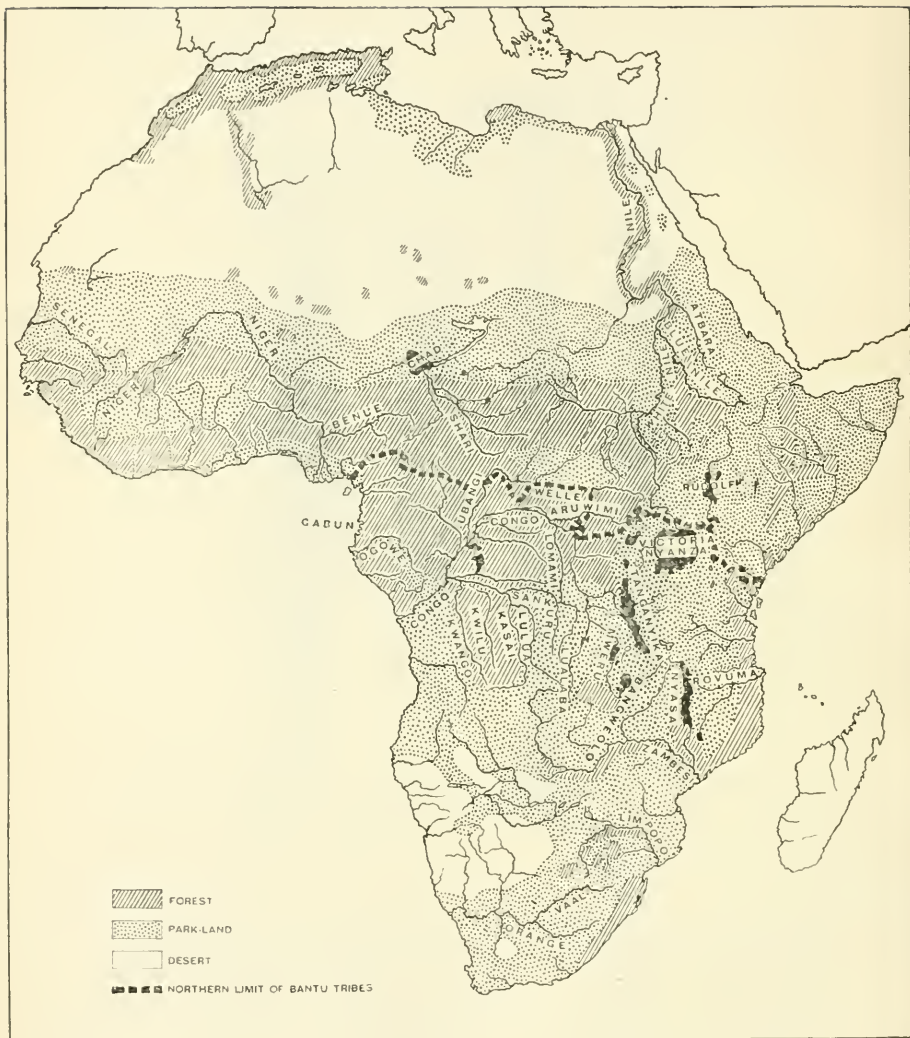 NILE
SENEGAL
NIGER
NIGER
ATBARA
BLUE NILE
WHITE NILE
CHAD
BENUE
SHARI
RUDOLF
UBANGI
WELLE
ARUWIMI
CONGO
GABUN
VICTORIA
NYANZA
OGOWE
LOMAMI
TANGANYIKA
CONGO
SANKURU
KWANGO
KWILU
KASAI
LULUA
LUALABA
MWERU
BANGWEOLO
NYASA
ROVUMA
ZAMBESI
LIMPOPO
VAAL
ORANGE
FOREST
PARK-LAND
DESERT
NORTHERN LIMIT OF BANTU TRIBES